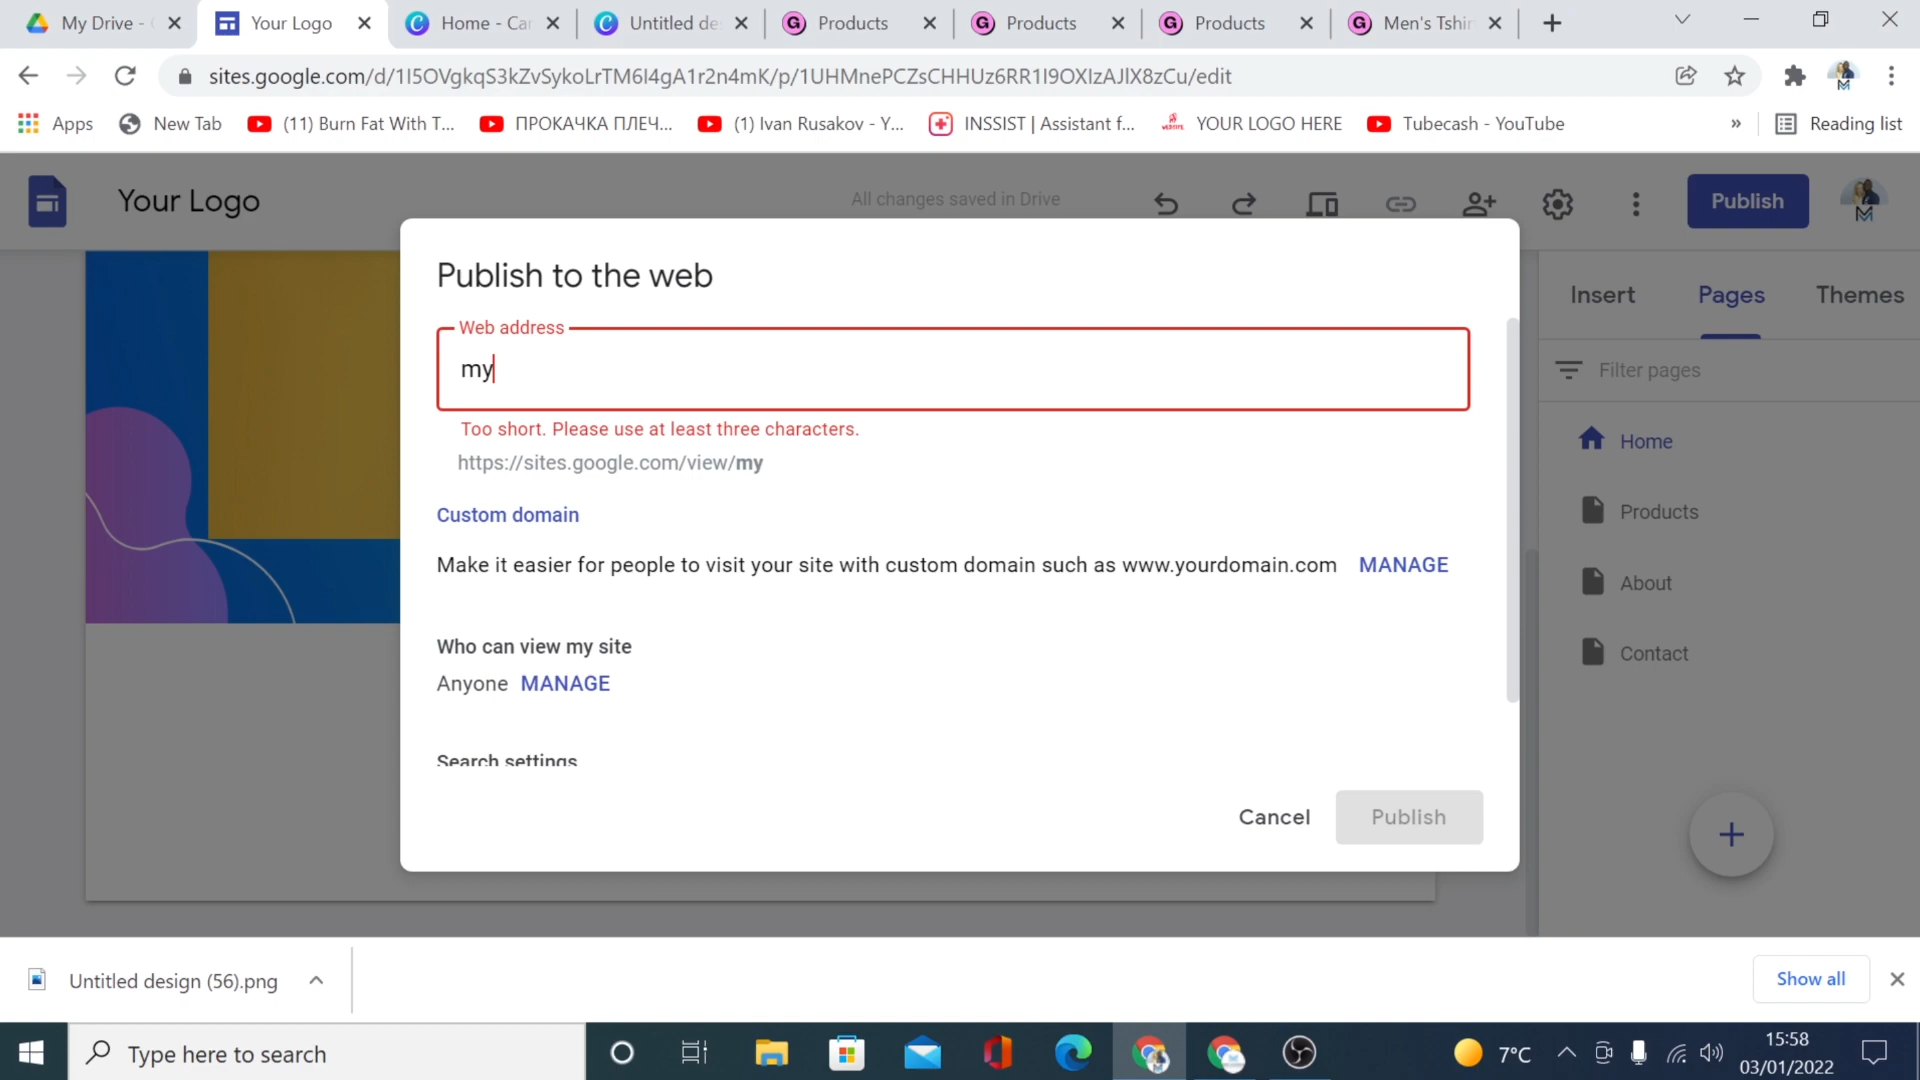 My Drive -
Your Logo
Home - Ca
Untitled de
Products
Products
Products
Men's Tshi
sites.google.com/d/1I5OVgkqS3kZvSykoLrTM6I4gA1r2n4mK/p/1UHMnePCZsCHHUz6RR1I9OXIzAJlX8zCu/edit
Apps
New Tab
(11) Burn Fat With T...
ПРОКАЧКА ПЛЕЧ...
(1) Ivan Rusakov - Y...
INSSIST | Assistant f...
YOUR LOGO HERE
Tubecash - YouTube
»
Reading list
Your Logo
All changes saved in Drive
Publish
Publish to the web
Web address
my
Too short. Please use at least three characters.
https://sites.google.com/view/my
Custom domain
Make it easier for people to visit your site with custom domain such as www.yourdomain.com MANAGE
Who can view my site
Anyone MANAGE
Search settings
Cancel
Publish
Insert
Pages
Themes
Filter pages
Home
Products
About
Contact
Untitled design (56).png
Show all
Type here to search
7°C
15:58
03/01/2022